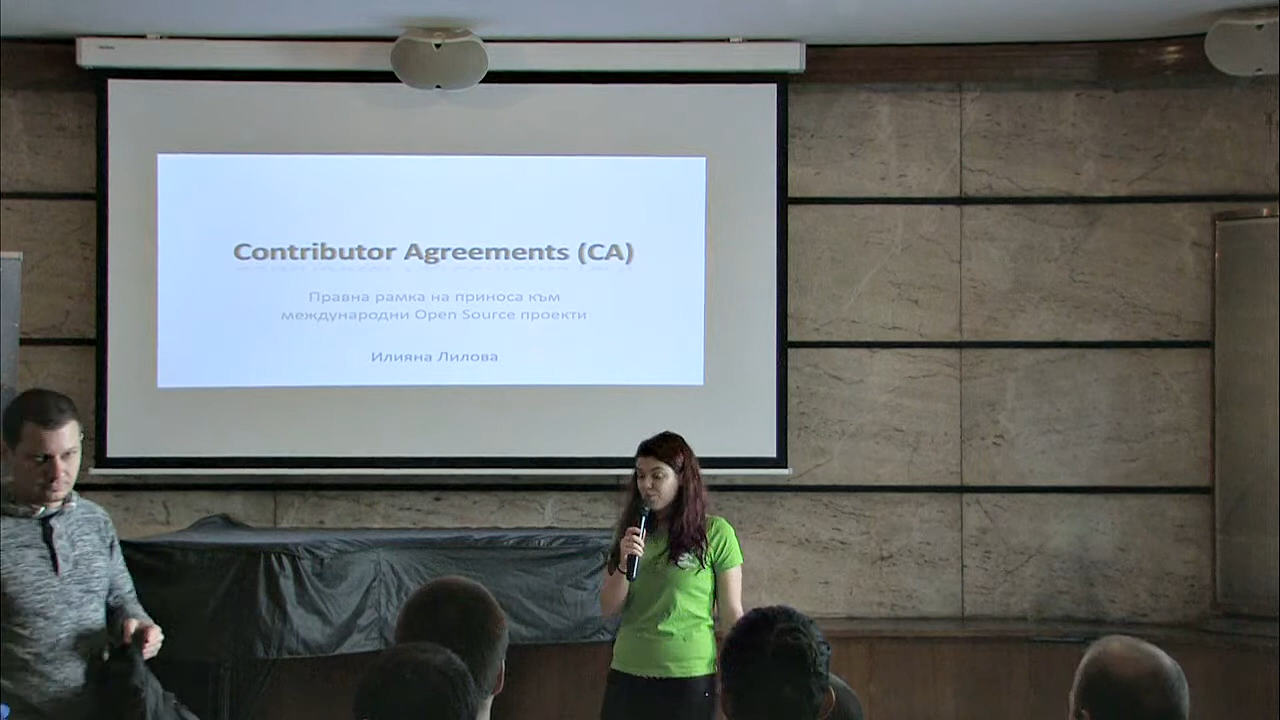 Contributor Agreements (CA)
Правна рамка на приноса към
международни Open Source проекти
Илияна Лилова